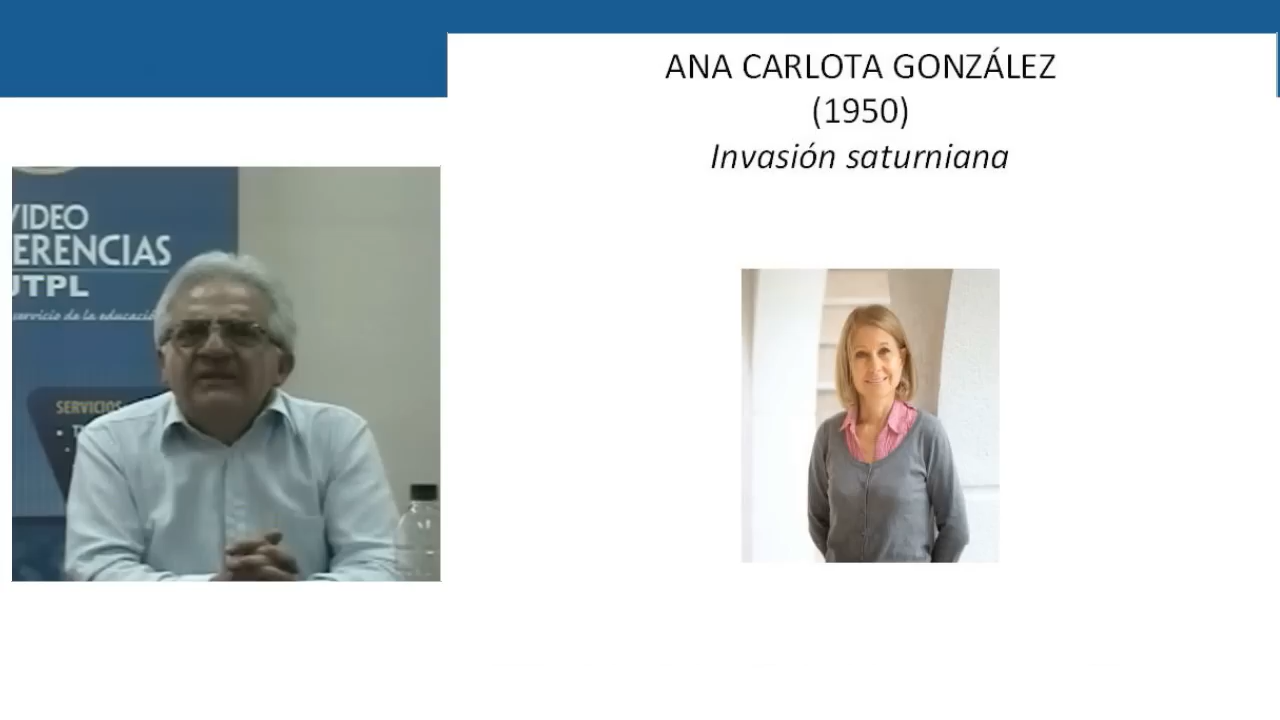 ANA CARLOTA GONZÁLEZ
(1950)
Invasión saturniana
VIDEO
ERENCIAS
UTPL
servicio de la educació
SERVICIOS